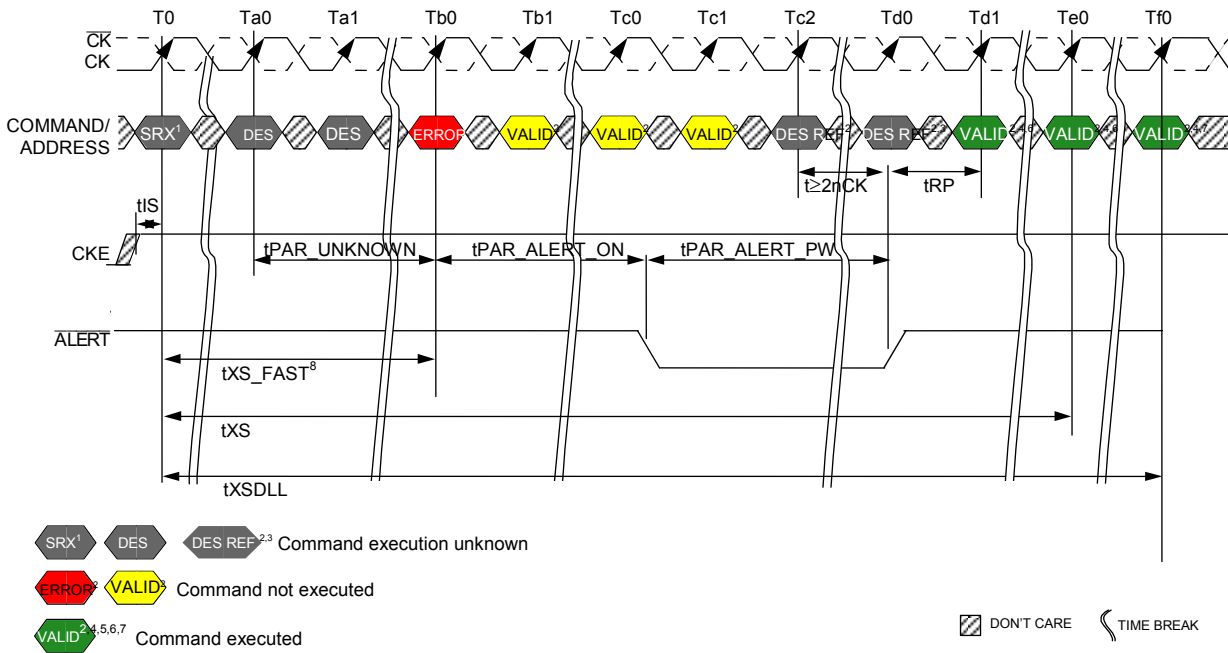 T0 Ta0 Ta1 Tb0 Tb1 Tc0 Tc1 Tc2 Td0 Td1 Te0 Tf0
CK
CK
COMMAND/
ADDRESS
SRX1 DES DES ERROR VALID2 VALID2 VALID2 DES REF2 DES REF2,3 VALID2,4,6 VALID2,4,6 VALID2,4,7
t≥2nCK tRP
tIS
CKE
tPAR_UNKNOWN tPAR_ALERT_ON tPAR_ALERT_PW
ALERT
tXS_FAST8
tXS
tXSDLL
SRX1 DES DES REF2,3 Command execution unknown
ERROR2 VALID2 Command not executed
VALID2,4,5,6,7 Command executed
DON'T CARE TIME BREAK